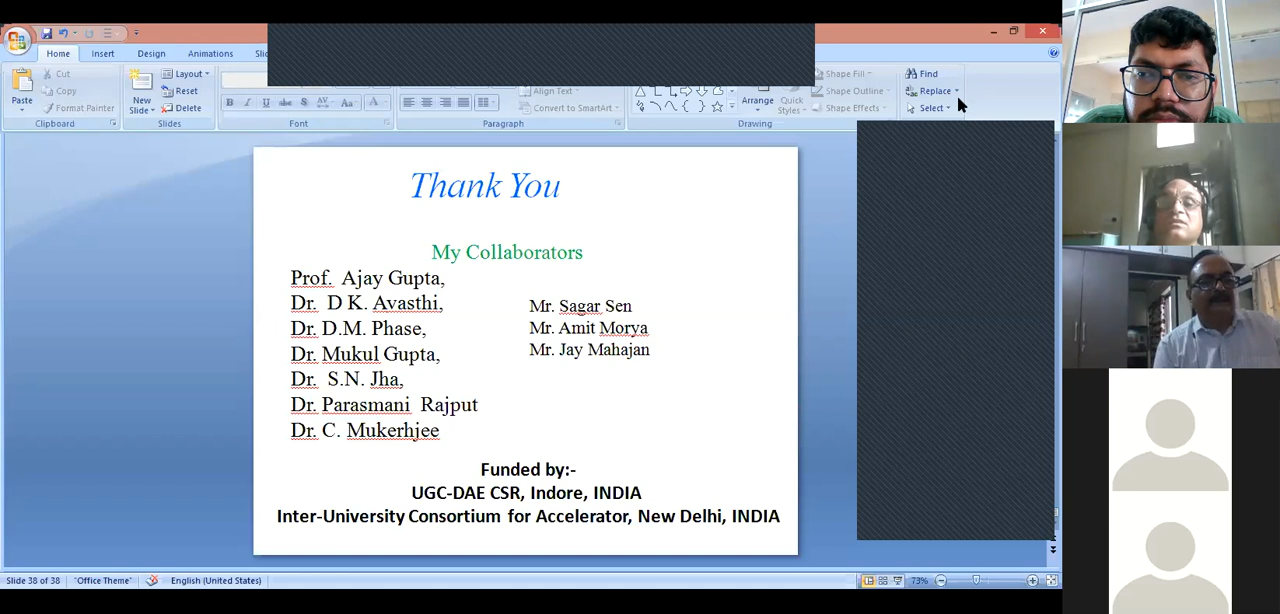 Home
Insert
Design
Animations
Paste
Cut
Copy
Format Painter
Clipboard
New
Slide
Layout
Reset
Delete
Slides
B I U abe S AV Aa A
Font
Align Text
Convert to SmartArt
Paragraph
Arrange
Quick
Styles
Shape Fill
Shape Outline
Shape Effects
Drawing
Find
Replace
Select
Thank You
My Collaborators
Prof. Ajay Gupta,
Dr. D K. Avasthi,
Dr. D.M. Phase,
Dr. Mukul Gupta,
Dr. S.N. Jha,
Dr. Parasmani Rajput
Dr. C. Mukerhjee
Mr. Sagar Sen
Mr. Amit Morya
Mr. Jay Mahajan
Funded by:-
UGC-DAE CSR, Indore, INDIA
Inter-University Consortium for Accelerator, New Delhi, INDIA
Slide 38 of 38
"Office Theme"
English (United States)
73%